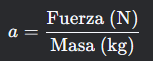 a = Fuerza (N)
Masa (kg)